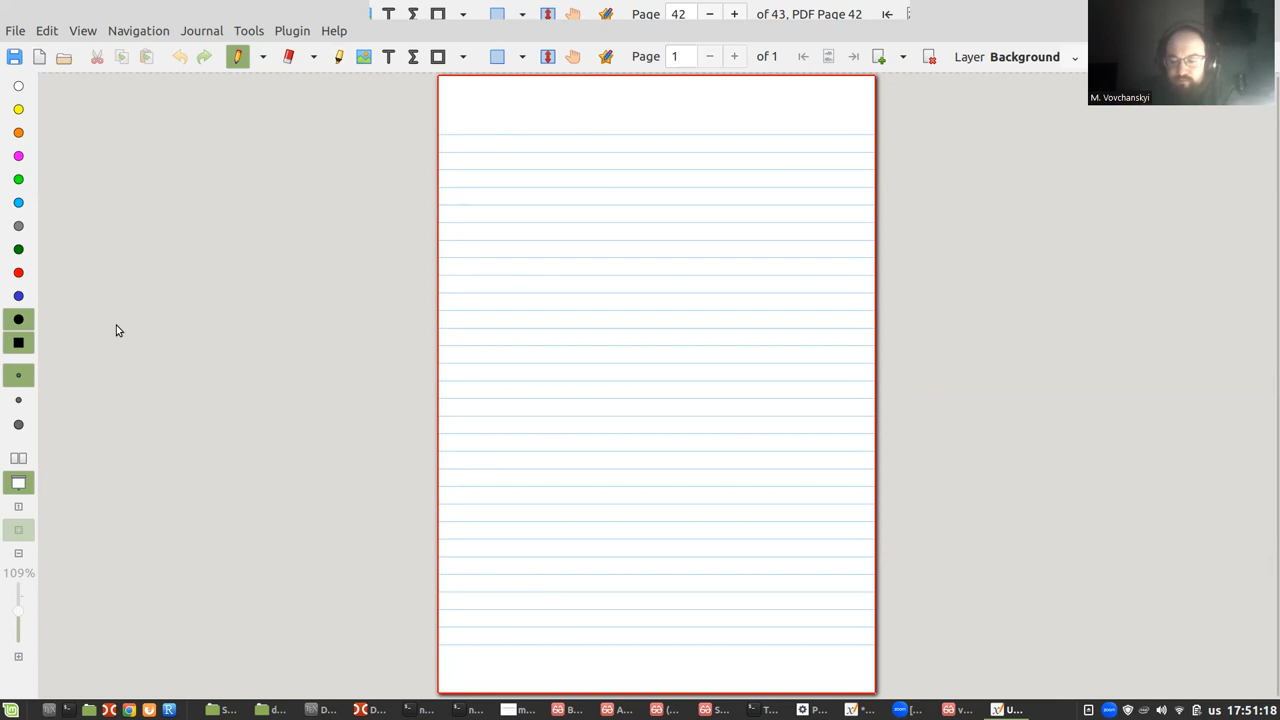 Page 42 of 43, PDF Page 42
File Edit View Navigation Journal Tools Plugin Help
Page 1 of 1 Layer Background
M. Vovchanskyi
109%
S... d... D... D... n... n... m... B... A... (... S... T... P... *... [... v... U... us 17:51:18